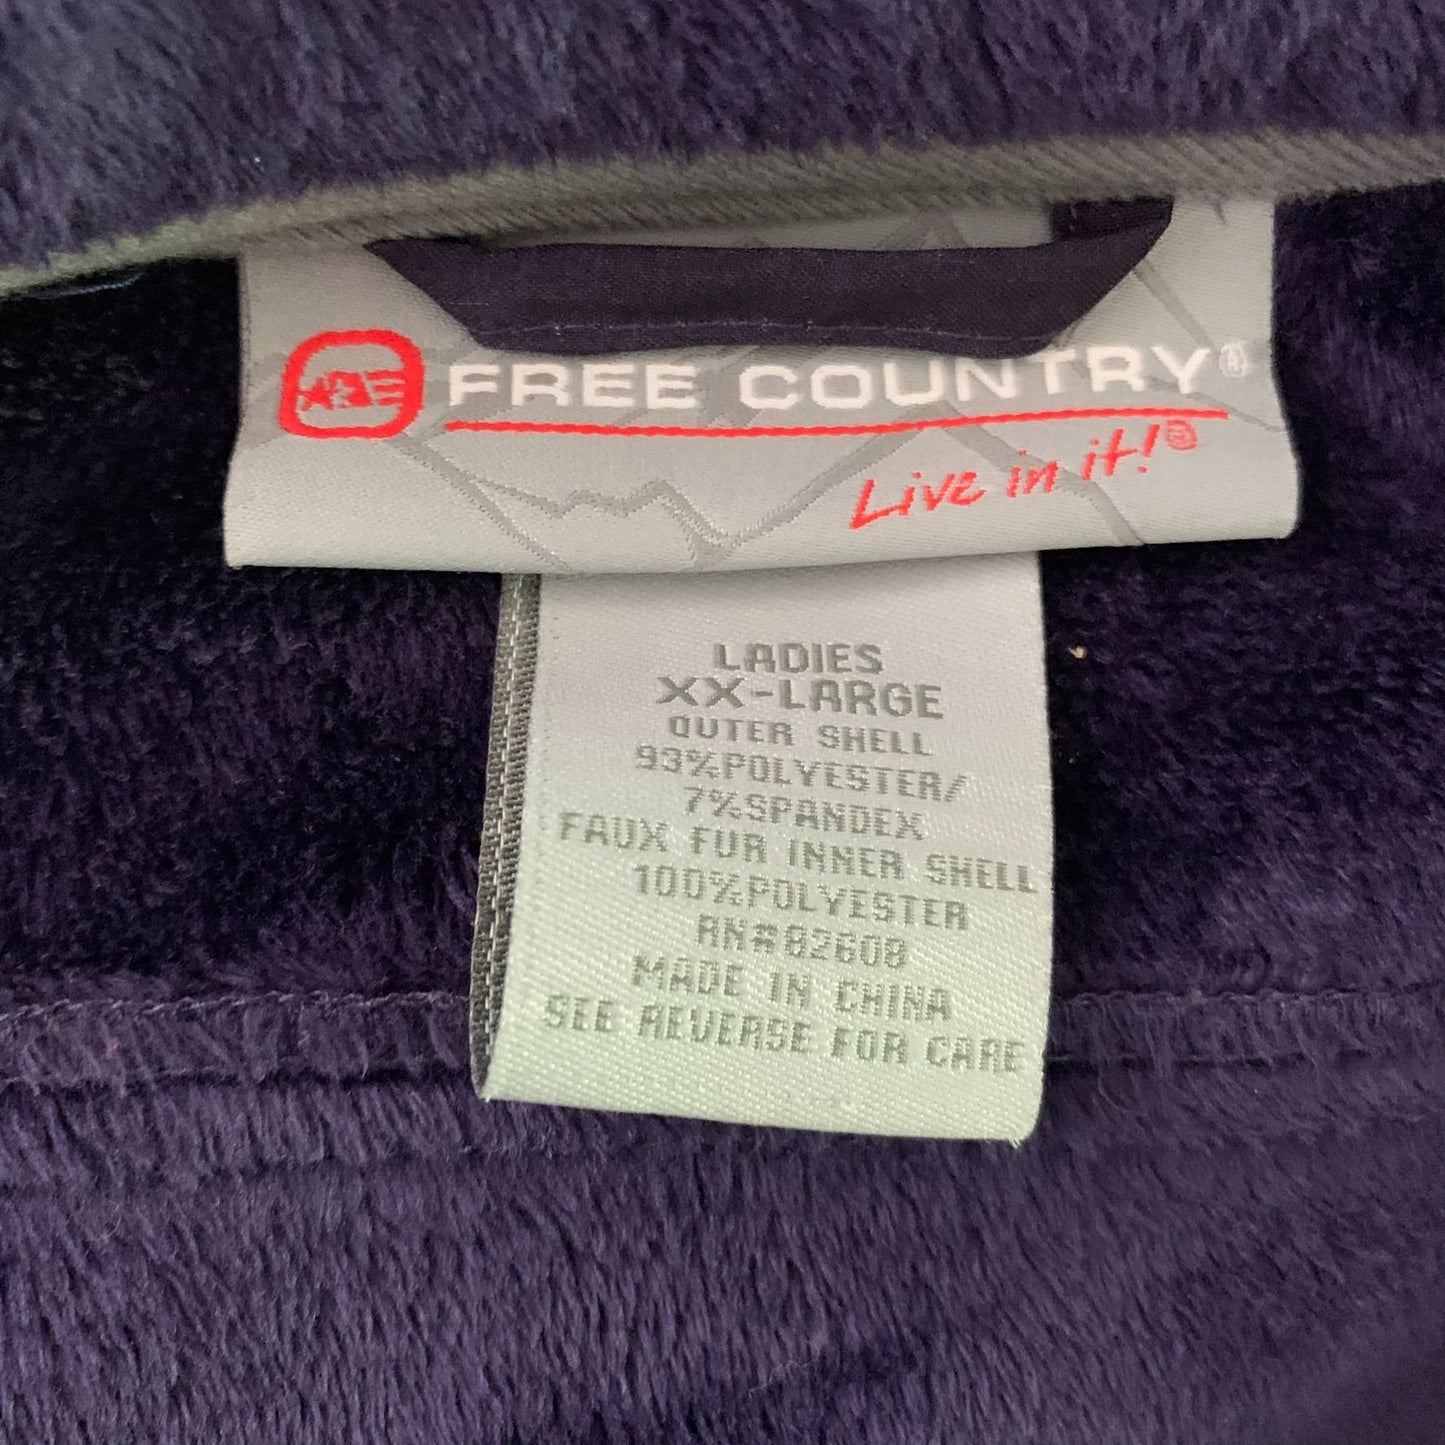 FREE COUNTRY®
Live in it!®
LADIES
XX-LARGE
OUTER SHELL
93%POLYESTER/
7%SPANDEX
FAUX FUR INNER SHELL
100%POLYESTER
RN#82608
MADE IN CHINA
SEE REVERSE FOR CARE